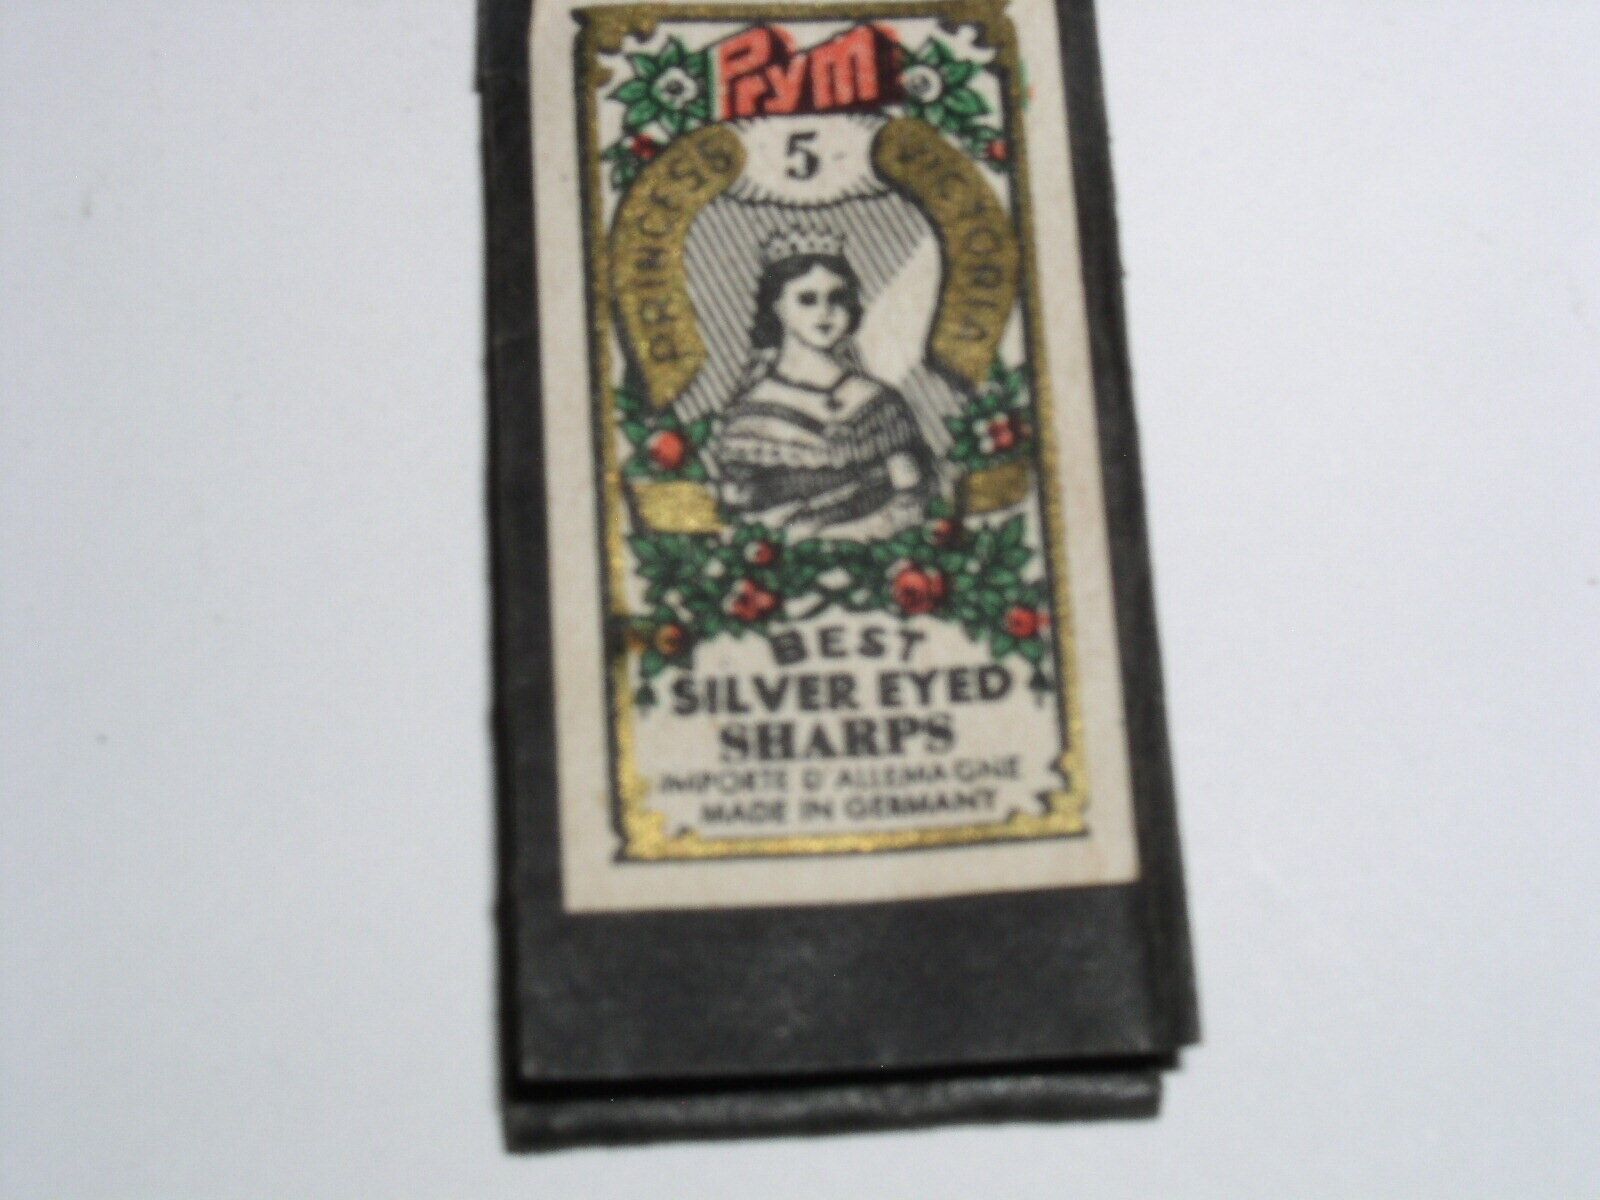 Prym
5
PRINCESS VICTORIA
BEST
SILVER EYED
SHARPS
IMPORTE D'ALLEMAGNE
MADE IN GERMANY